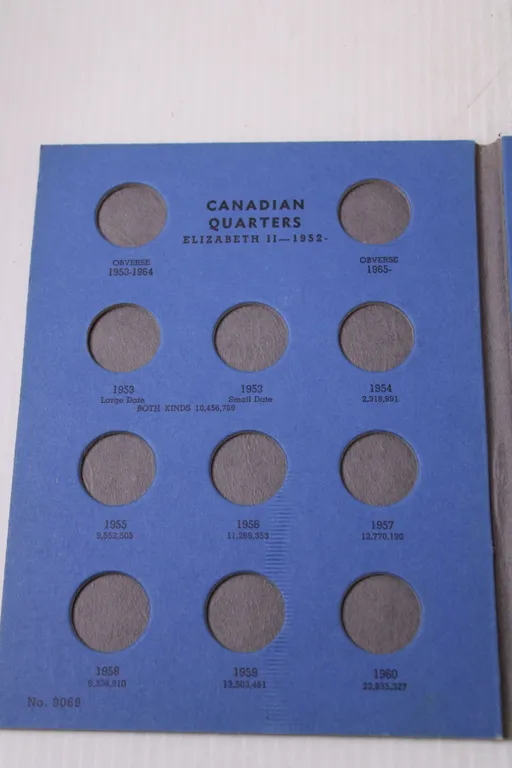 CANADIAN
QUARTERS
ELIZABETH II—1952-
OBVERSE
1953-1964
OBVERSE
1965-
1953
Large Date
1953
Small Date
BOTH KINDS 10,456,769
1954
2,318,891
1955
9,552,505
1956
11,269,353
1957
12,770,190
1958
9,336,910
1959
13,503,461
1960
22,835,327
No. 9069